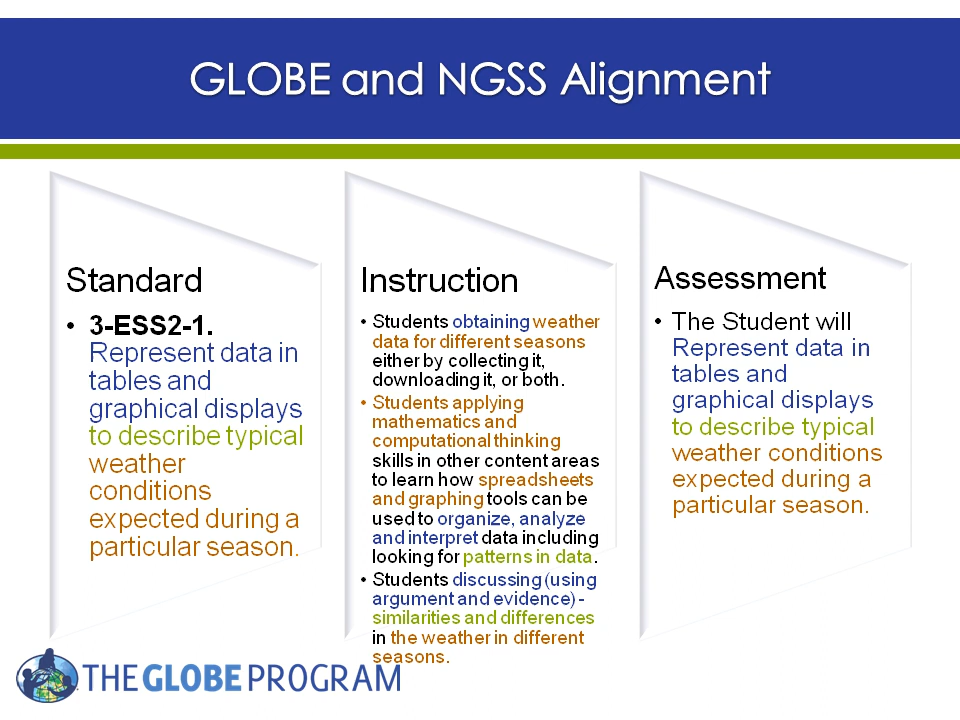 GLOBE and NGSS Alignment
Standard
• 3-ESS2-1.
Represent data in
tables and
graphical displays
to describe typical
weather
conditions
expected during a
particular season.
Instruction
• Students obtaining weather
data for different seasons
either by collecting it,
downloading it, or both.
• Students applying
mathematics and
computational thinking
skills in other content areas
to learn how spreadsheets
and graphing tools can be
used to organize, analyze
and interpret data including
looking for patterns in data.
• Students discussing (using
argument and evidence) -
similarities and differences
in the weather in different
seasons.
Assessment
• The Student will
Represent data in
tables and
graphical displays
to describe typical
weather conditions
expected during a
particular season.
THE GLOBE PROGRAM